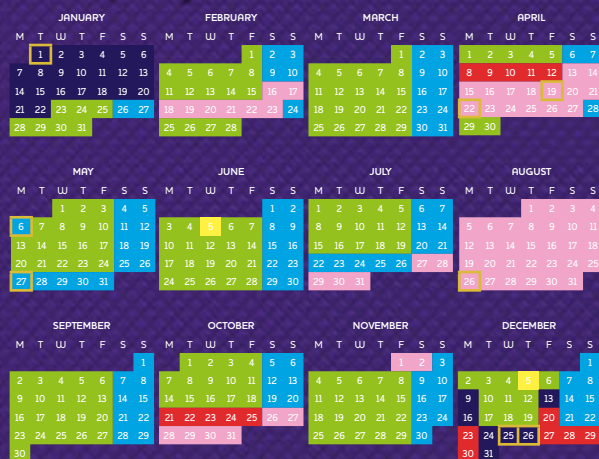 JANUARY
M T W T F S S
1 2 3 4 5 6
7 8 9 10 11 12 13
14 15 16 17 18 19 20
21 22 23 24 25 26 27
28 29 30 31
FEBRUARY
M T W T F S S
1 2 3
4 5 6 7 8 9 10
11 12 13 14 15 16 17
18 19 20 21 22 23 24
25 26 27 28
MARCH
M T W T F S S
1 2 3
4 5 6 7 8 9 10
11 12 13 14 15 16 17
18 19 20 21 22 23 24
25 26 27 28 29 30 31
APRIL
M T W T F S S
1 2 3 4 5 6 7
8 9 10 11 12 13 14
15 16 17 18 19 20 21
22 23 24 25 26 27 28
29 30
MAY
M T W T F S S
1 2 3 4 5
6 7 8 9 10 11 12
13 14 15 16 17 18 19
20 21 22 23 24 25 26
27 28 29 30 31
JUNE
M T W T F S S
1 2
3 4 5 6 7 8 9
10 11 12 13 14 15 16
17 18 19 20 21 22 23
24 25 26 27 28 29 30
JULY
M T W T F S S
1 2 3 4 5 6 7
8 9 10 11 12 13 14
15 16 17 18 19 20 21
22 23 24 25 26 27 28
29 30 31
AUGUST
M T W T F S S
1 2 3 4
5 6 7 8 9 10 11
12 13 14 15 16 17 18
19 20 21 22 23 24 25
26 27 28 29 30 31
SEPTEMBER
M T W T F S S
1
2 3 4 5 6 7 8
9 10 11 12 13 14 15
16 17 18 19 20 21 22
23 24 25 26 27 28 29
30
OCTOBER
M T W T F S S
1 2 3 4 5 6
7 8 9 10 11 12 13
14 15 16 17 18 19 20
21 22 23 24 25 26 27
28 29 30 31
NOVEMBER
M T W T F S S
1 2 3
4 5 6 7 8 9 10
11 12 13 14 15 16 17
18 19 20 21 22 23 24
25 26 27 28 29 30
DECEMBER
M T W T F S S
1
2 3 4 5 6 7 8
9 10 11 12 13 14 15
16 17 18 19 20 21 22
23 24 25 26 27 28 29
30 31